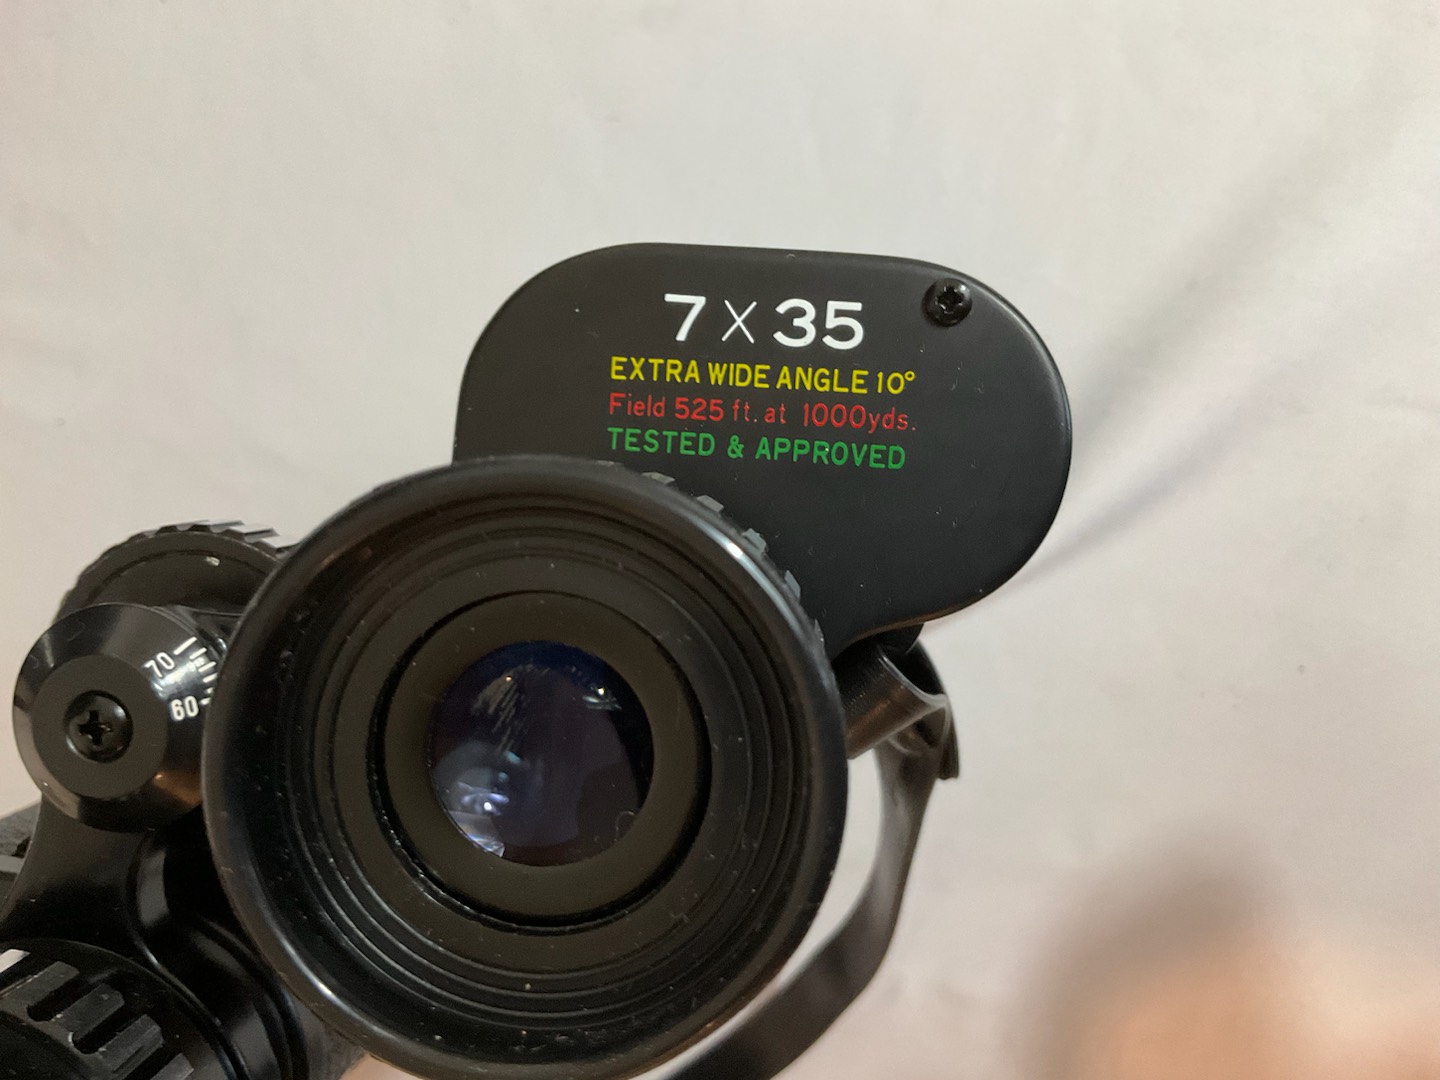 7 X 35
EXTRA WIDE ANGLE 10°
Field 525 ft. at 1000yds.
TESTED & APPROVED
70
60